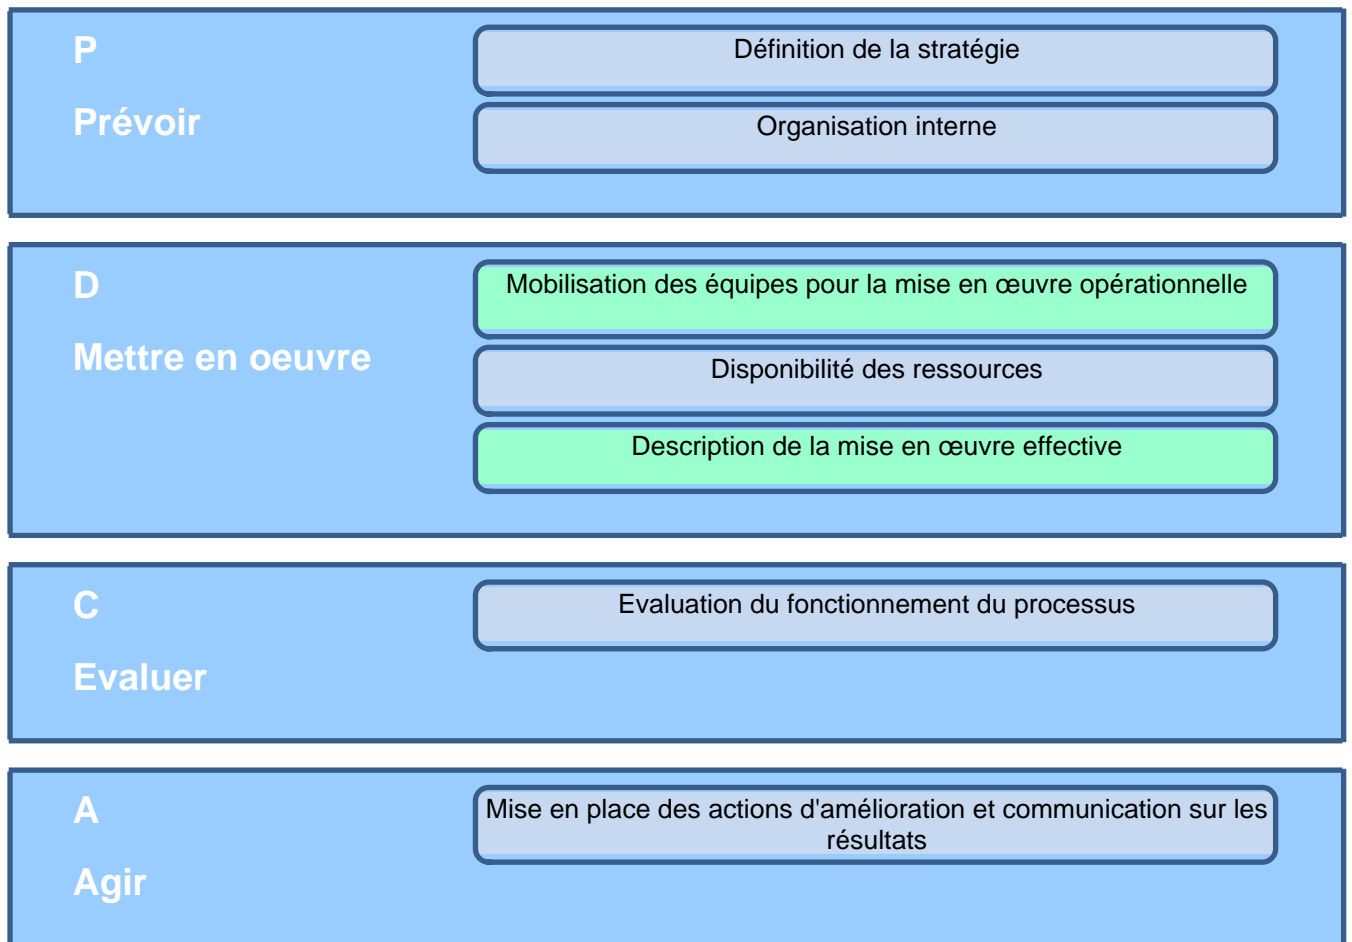 P
Prévoir
Définition de la stratégie
Organisation interne
D
Mettre en oeuvre
Mobilisation des équipes pour la mise en œuvre opérationnelle
Disponibilité des ressources
Description de la mise en œuvre effective
C
Evaluer
Evaluation du fonctionnement du processus
A
Agir
Mise en place des actions d'amélioration et communication sur les
résultats